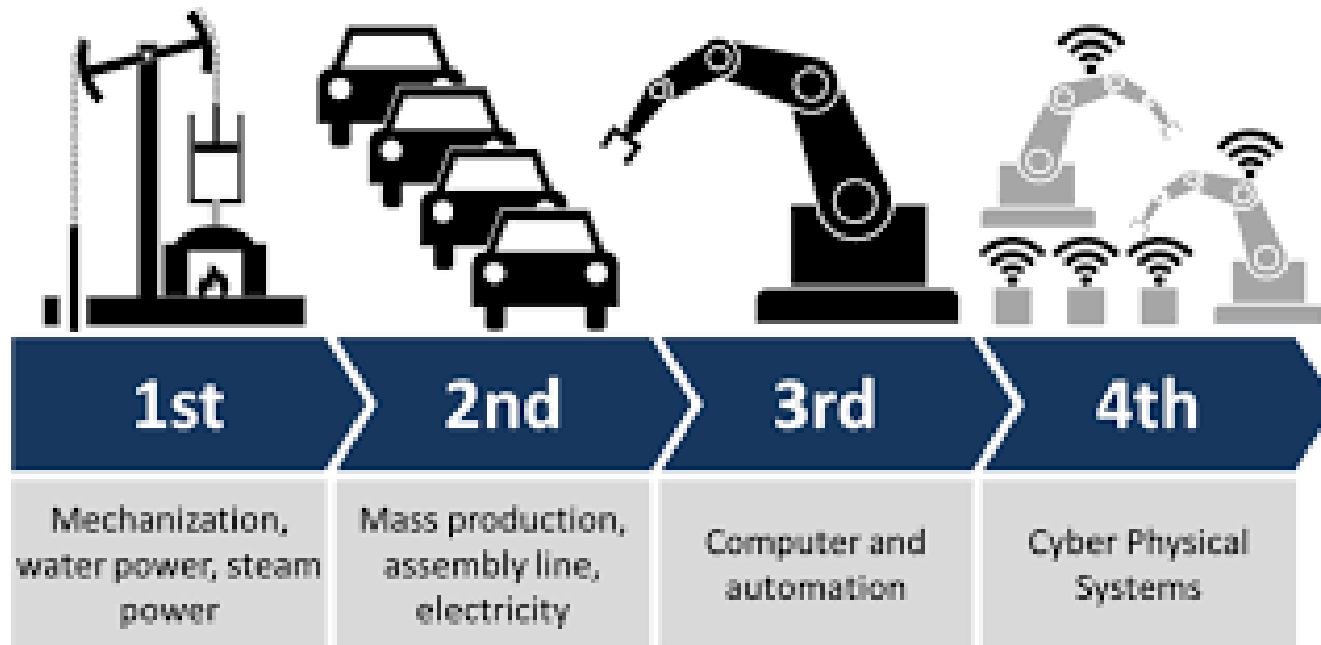 1st
2nd
3rd
4th
Mechanization,
water power, steam
power
Mass production,
assembly line,
electricity
Computer and
automation
Cyber Physical
Systems